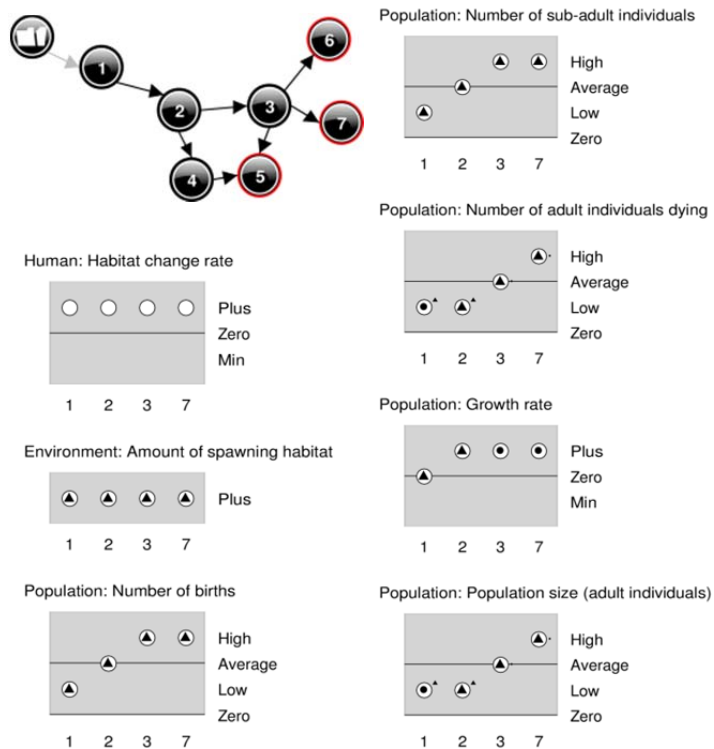 1
2
3
4
5
6
7
Human: Habitat change rate
Plus
Zero
Min
1 2 3 7
Environment: Amount of spawning habitat
Plus
1 2 3 7
Population: Number of births
High
Average
Low
Zero
1 2 3 7
Population: Number of sub-adult individuals
High
Average
Low
Zero
1 2 3 7
Population: Number of adult individuals dying
High
Average
Low
Zero
1 2 3 7
Population: Growth rate
Plus
Zero
Min
1 2 3 7
Population: Population size (adult individuals)
High
Average
Low
Zero
1 2 3 7